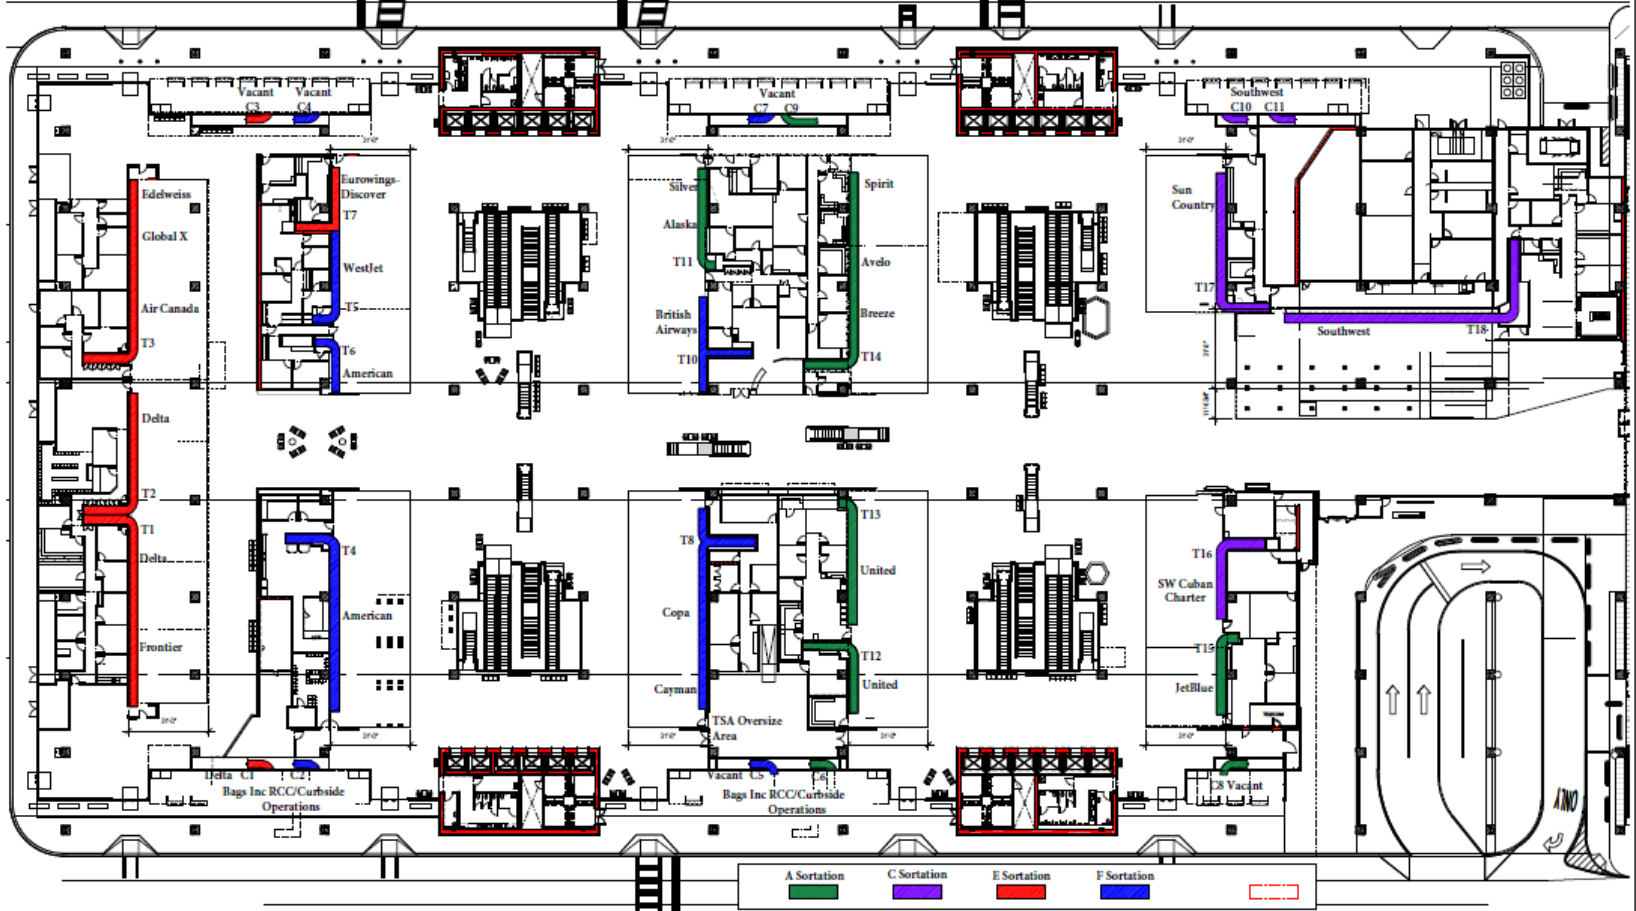 Vacant Vacant
C3 C4
Vacant
C7 C9
Southwest
C10 C11
Edelweiss
Global X
Air Canada
T3
Delta
T2
T1
Delta
Frontier
Eurowings-
Discover
T7
WestJet
T5
T6
American
T4
American
Silver
Alaska
T11
British
Airways
T10
Spirit
Avelo
Breeze
T14
T8
Copa
Cayman
T13
United
T12
United
TSA Oversize
Area
Sun
Country
T17
Southwest
T18
T16
SW Cuban
Charter
T15
JetBlue
Delta C1 C2
Bags Inc RCC/Curbside
Operations
Vacant C5 C6
Bags Inc RCC/Curbside
Operations
C8 Vacant
ONLY
A Sortation C Sortation E Sortation F Sortation